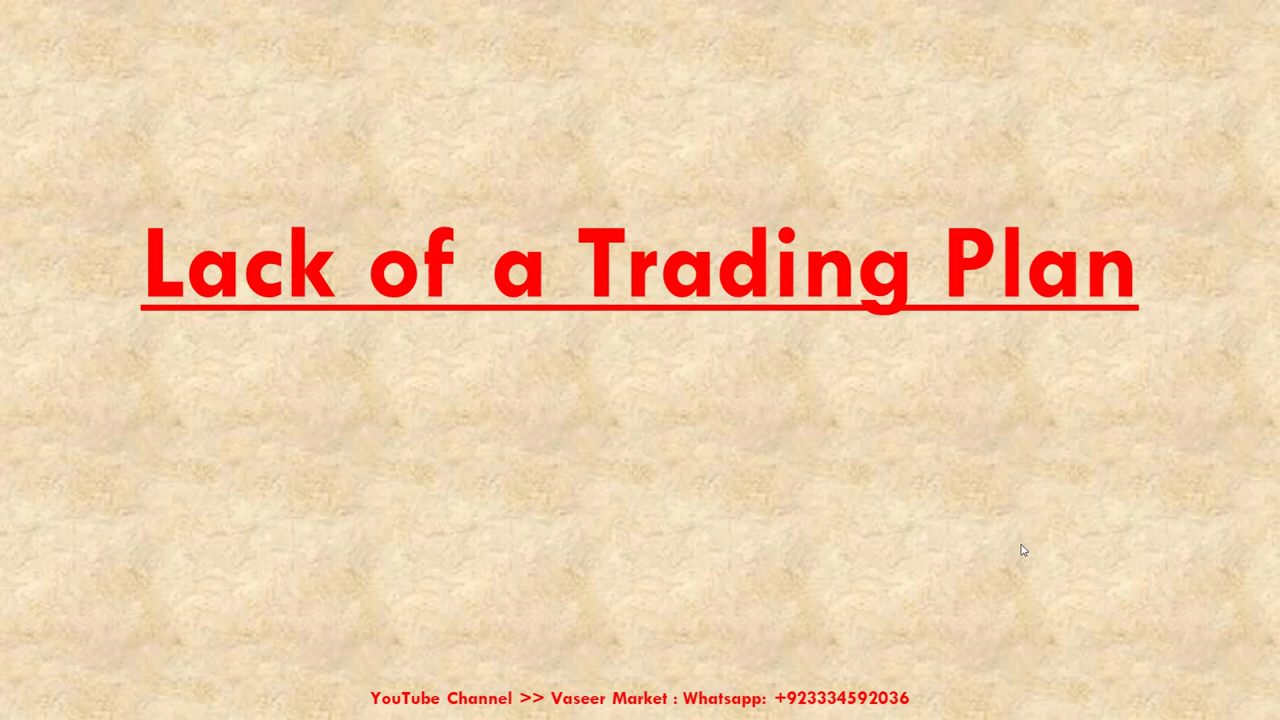 Lack of a Trading Plan
YouTube Channel >> Vaseer Market : Whatsapp: +923334592036